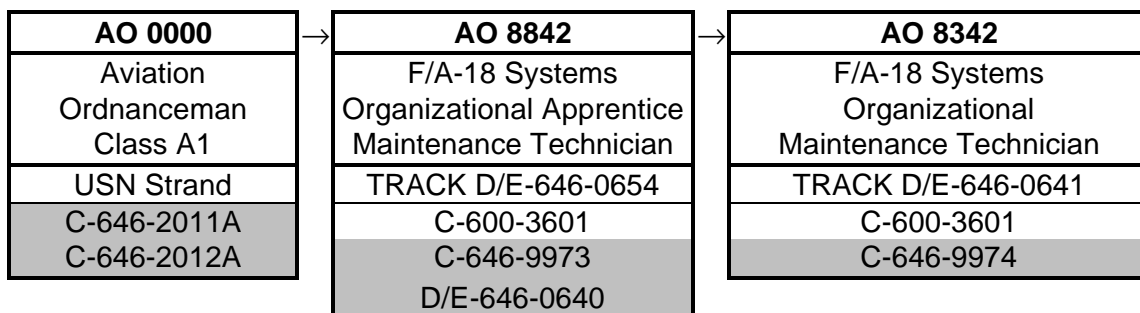 AO 0000
Aviation
Ordnanceman
Class A1
USN Strand
C-646-2011A
C-646-2012A
→
AO 8842
F/A-18 Systems
Organizational Apprentice
Maintenance Technician
TRACK D/E-646-0654
C-600-3601
C-646-9973
D/E-646-0640
→
AO 8342
F/A-18 Systems
Organizational
Maintenance Technician
TRACK D/E-646-0641
C-600-3601
C-646-9974